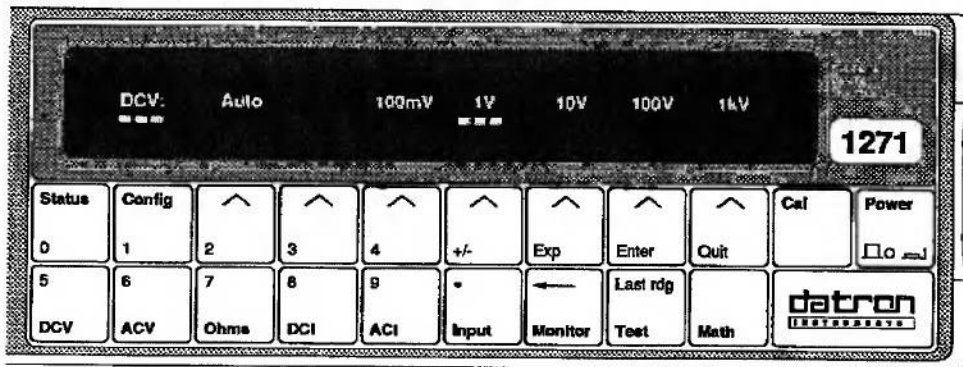 DCV: Auto 100mV 1V 10V 100V 1kV
1271
Status Config Cal Power
0 1 2 3 4 +/- Exp Enter Quit
5 6 7 8 9 • Last rdg
DCV ACV Ohms DCI ACI Input Monitor Test Math
datron
INSTRUMENTS